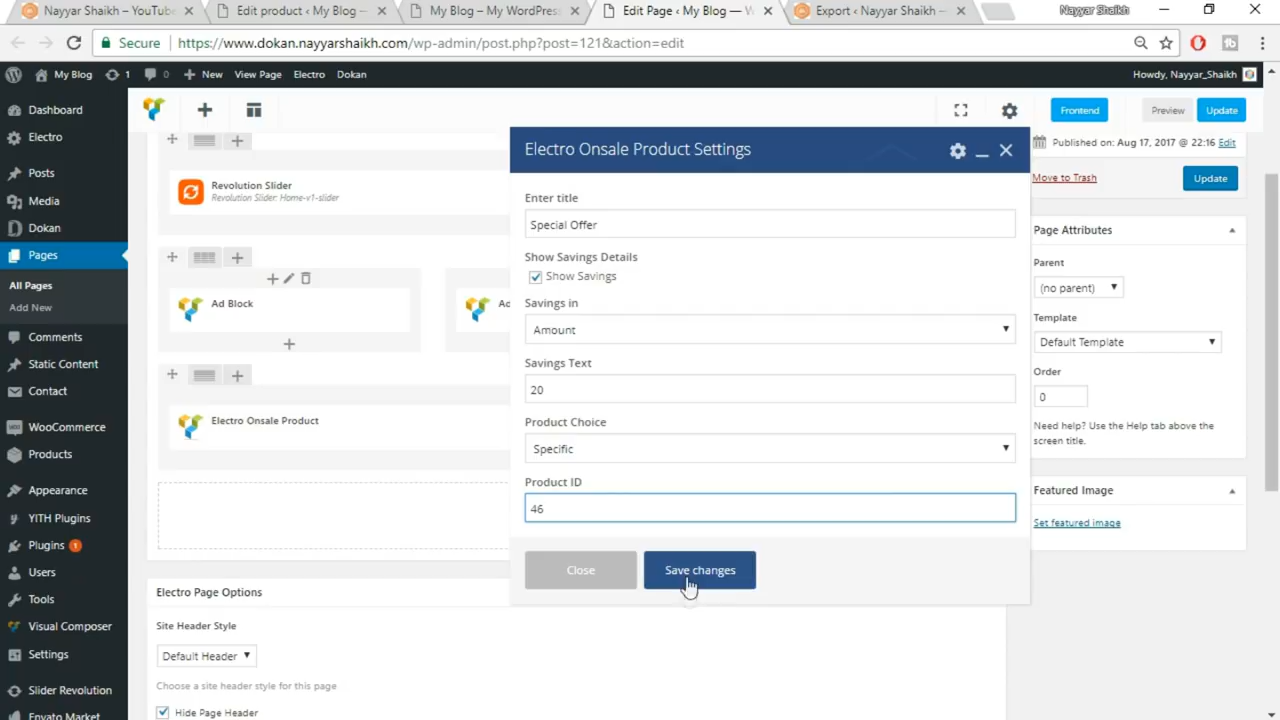 Nayyar Shaikh – YouTube
Edit product ‹ My Blog –
My Blog – My WordPress
Edit Page ‹ My Blog — W
Export ‹ Nayyar Shaikh —
Nayyar Shaikh
Secure
https://www.dokan.nayyarshaikh.com/wp-admin/post.php?post=121&action=edit
My Blog
1
0
New
View Page
Electro
Dokan
Howdy, Nayyar_Shaikh
Dashboard
Electro
Posts
Media
Dokan
Pages
All Pages
Add New
Comments
Static Content
Contact
WooCommerce
Products
Appearance
YITH Plugins
Plugins 1
Users
Tools
Visual Composer
Settings
Slider Revolution
Envato Market
Frontend
Preview
Update
Revolution Slider
Revolution Slider: Home-v1-slider
Ad Block
Electro Onsale Product
Electro Onsale Product Settings
Enter title
Special Offer
Show Savings Details
Show Savings
Savings in
Amount
Savings Text
20
Product Choice
Specific
Product ID
46
Close
Save changes
Electro Page Options
Site Header Style
Default Header
Choose a site header style for this page
Hide Page Header
Published on: Aug 17, 2017 @ 22:16 Edit
Move to Trash
Update
Page Attributes
Parent
(no parent)
Template
Default Template
Order
0
Need help? Use the Help tab above the
screen title.
Featured Image
Set featured image